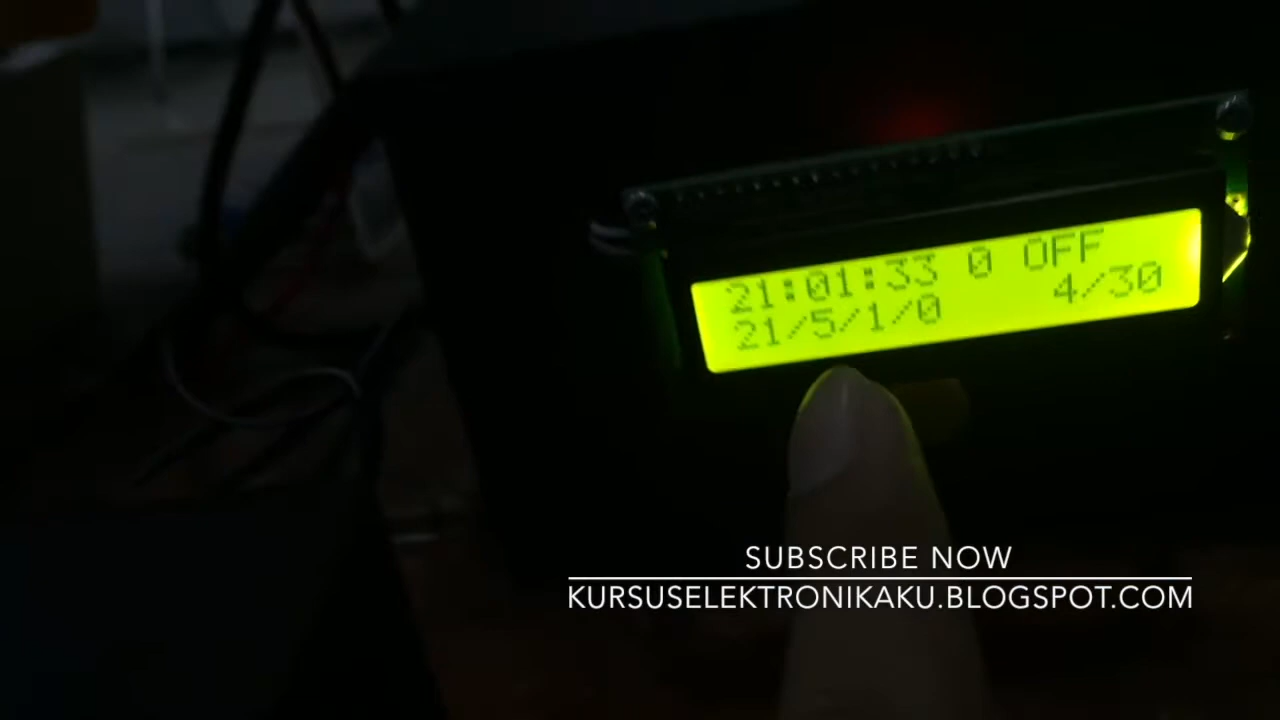 21:01:33 0 OFF
21/5/1/0 4/30
SUBSCRIBE NOW
KURSUSELEKTRONIKAKU.BLOGSPOT.COM